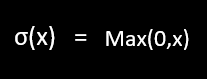 σ(x) = Max(0,x)